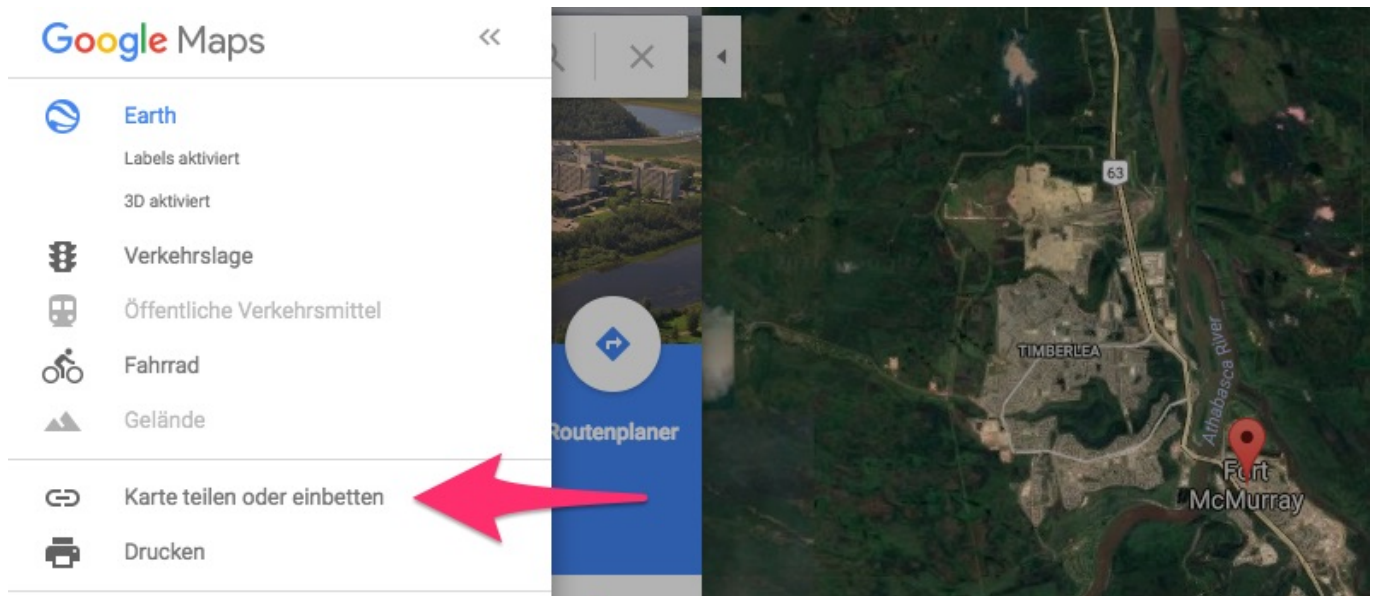 Google Maps
Earth
Labels aktiviert
3D aktiviert
Verkehrslage
Öffentliche Verkehrsmittel
Fahrrad
Gelände
Karte teilen oder einbetten
Drucken
Routenplaner
63
TIMBERLEA
Athabasca River
Fort
McMurray